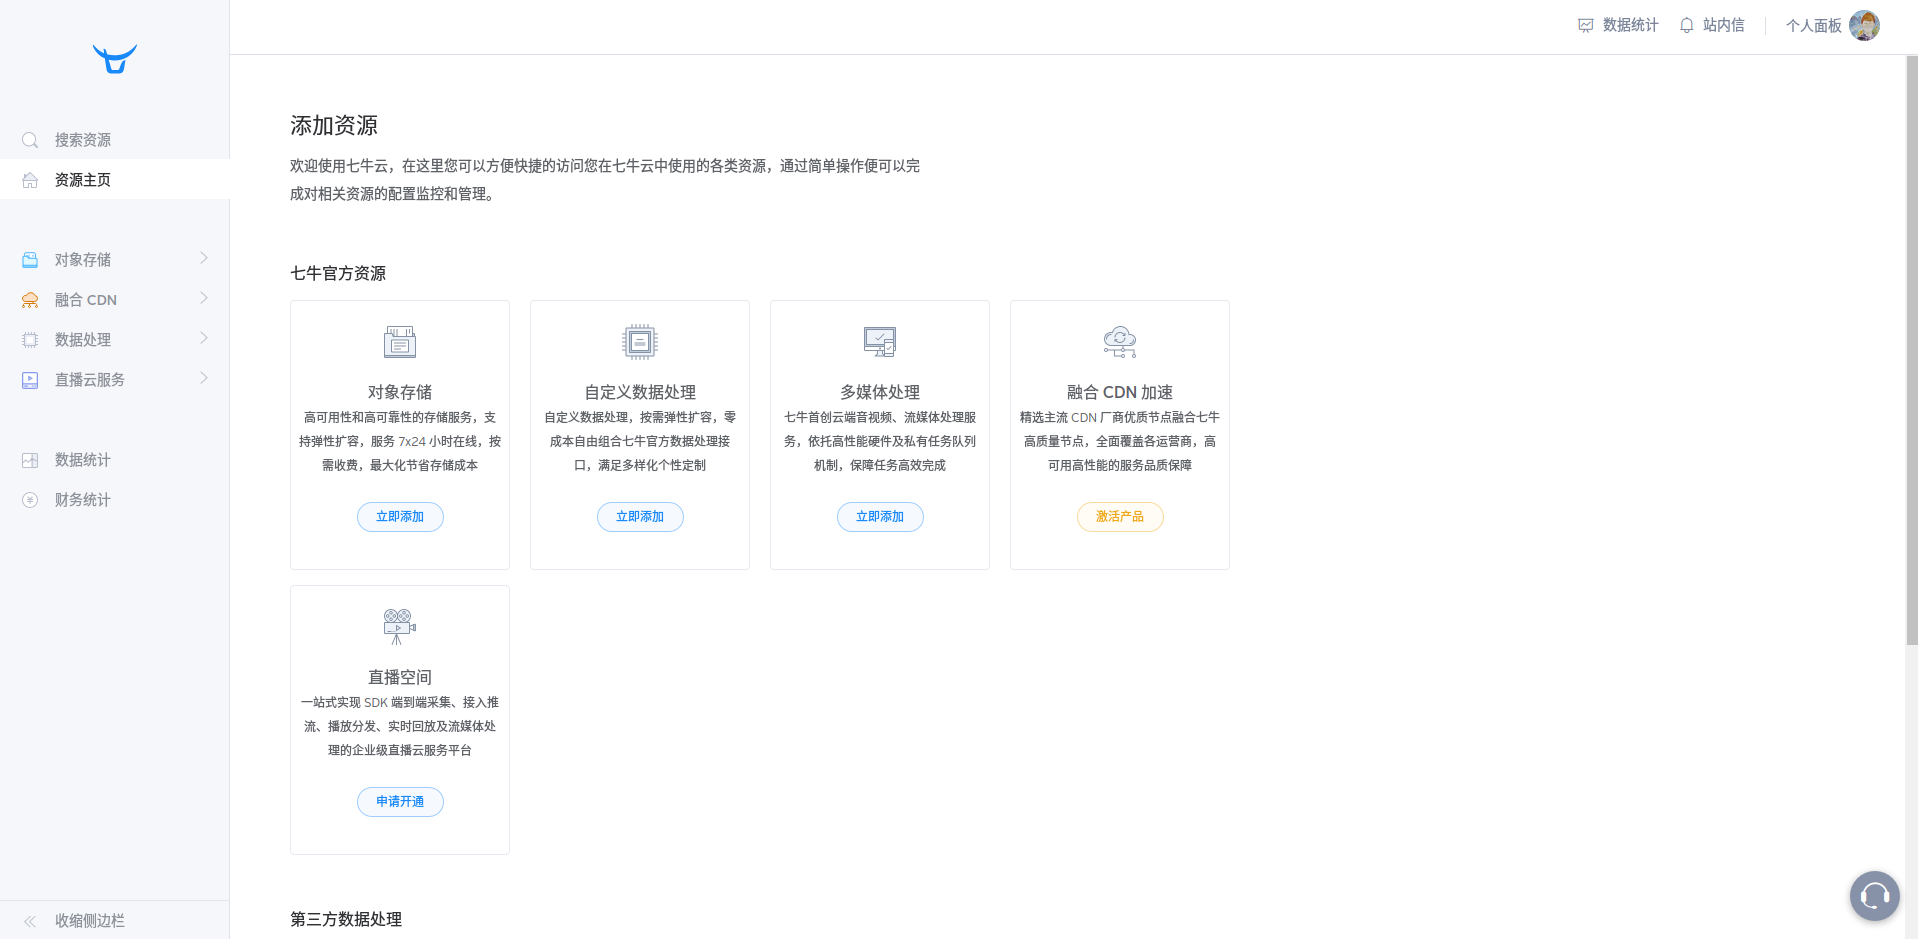 数据统计
站内信
个人面板
搜索资源
资源主页
对象存储
融合 CDN
数据处理
直播云服务
数据统计
财务统计
收缩侧边栏
添加资源
欢迎使用七牛云，在这里您可以方便快捷的访问您在七牛云中使用的各类资源，通过简单操作便可以完
成对相关资源的配置监控和管理。
七牛官方资源
对象存储
高可用性和高可靠性的存储服务，支
持弹性扩容，服务 7x24 小时在线，按
需收费，最大化节省存储成本
立即添加
自定义数据处理
自定义数据处理，按需弹性扩容，零
成本自由组合七牛官方数据处理接
口，满足多样化个性定制
立即添加
多媒体处理
七牛首创云端音视频、流媒体处理服
务，依托高性能硬件及私有任务队列
机制，保障任务高效完成
立即添加
融合 CDN 加速
精选主流 CDN 厂商优质节点融合七牛
高质量节点，全面覆盖各运营商，高
可用高性能的服务品质保障
激活产品
直播空间
一站式实现 SDK 端到端采集、接入推
流、播放分发、实时回放及流媒体处
理的企业级直播云服务平台
申请开通
第三方数据处理